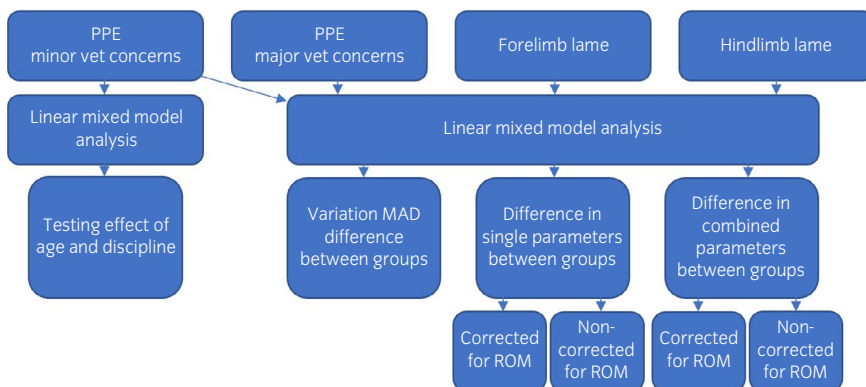 PPE
minor vet concerns
PPE
major vet concerns
Forelimb lame
Hindlimb lame
Linear mixed model
analysis
Linear mixed model analysis
Testing effect of
age and discipline
Variation MAD
difference
between groups
Difference in
single parameters
between groups
Difference in
combined
parameters
between groups
Corrected
for ROM
Non-
corrected
for ROM
Corrected
for ROM
Non-
corrected
for ROM